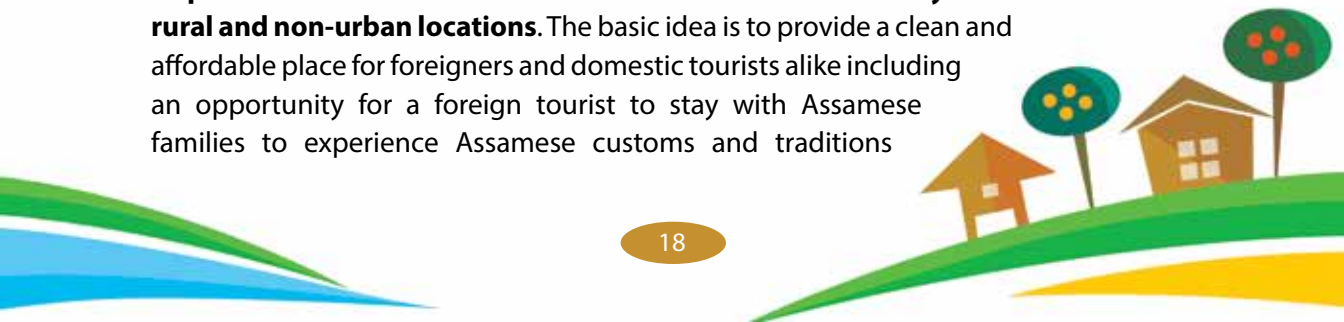 rural and non-urban locations. The basic idea is to provide a clean and
affordable place for foreigners and domestic tourists alike including
an opportunity for a foreign tourist to stay with Assamese
families to experience Assamese customs and traditions
18